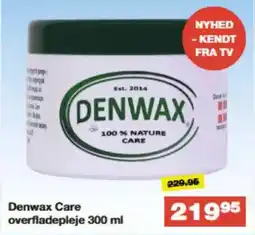 NYHED
- KENDT
FRA TV
Est. 2014
DENWAX
100 % NATURE
CARE
229.95
Denwax Care
overfladepleje 300 ml
219 95